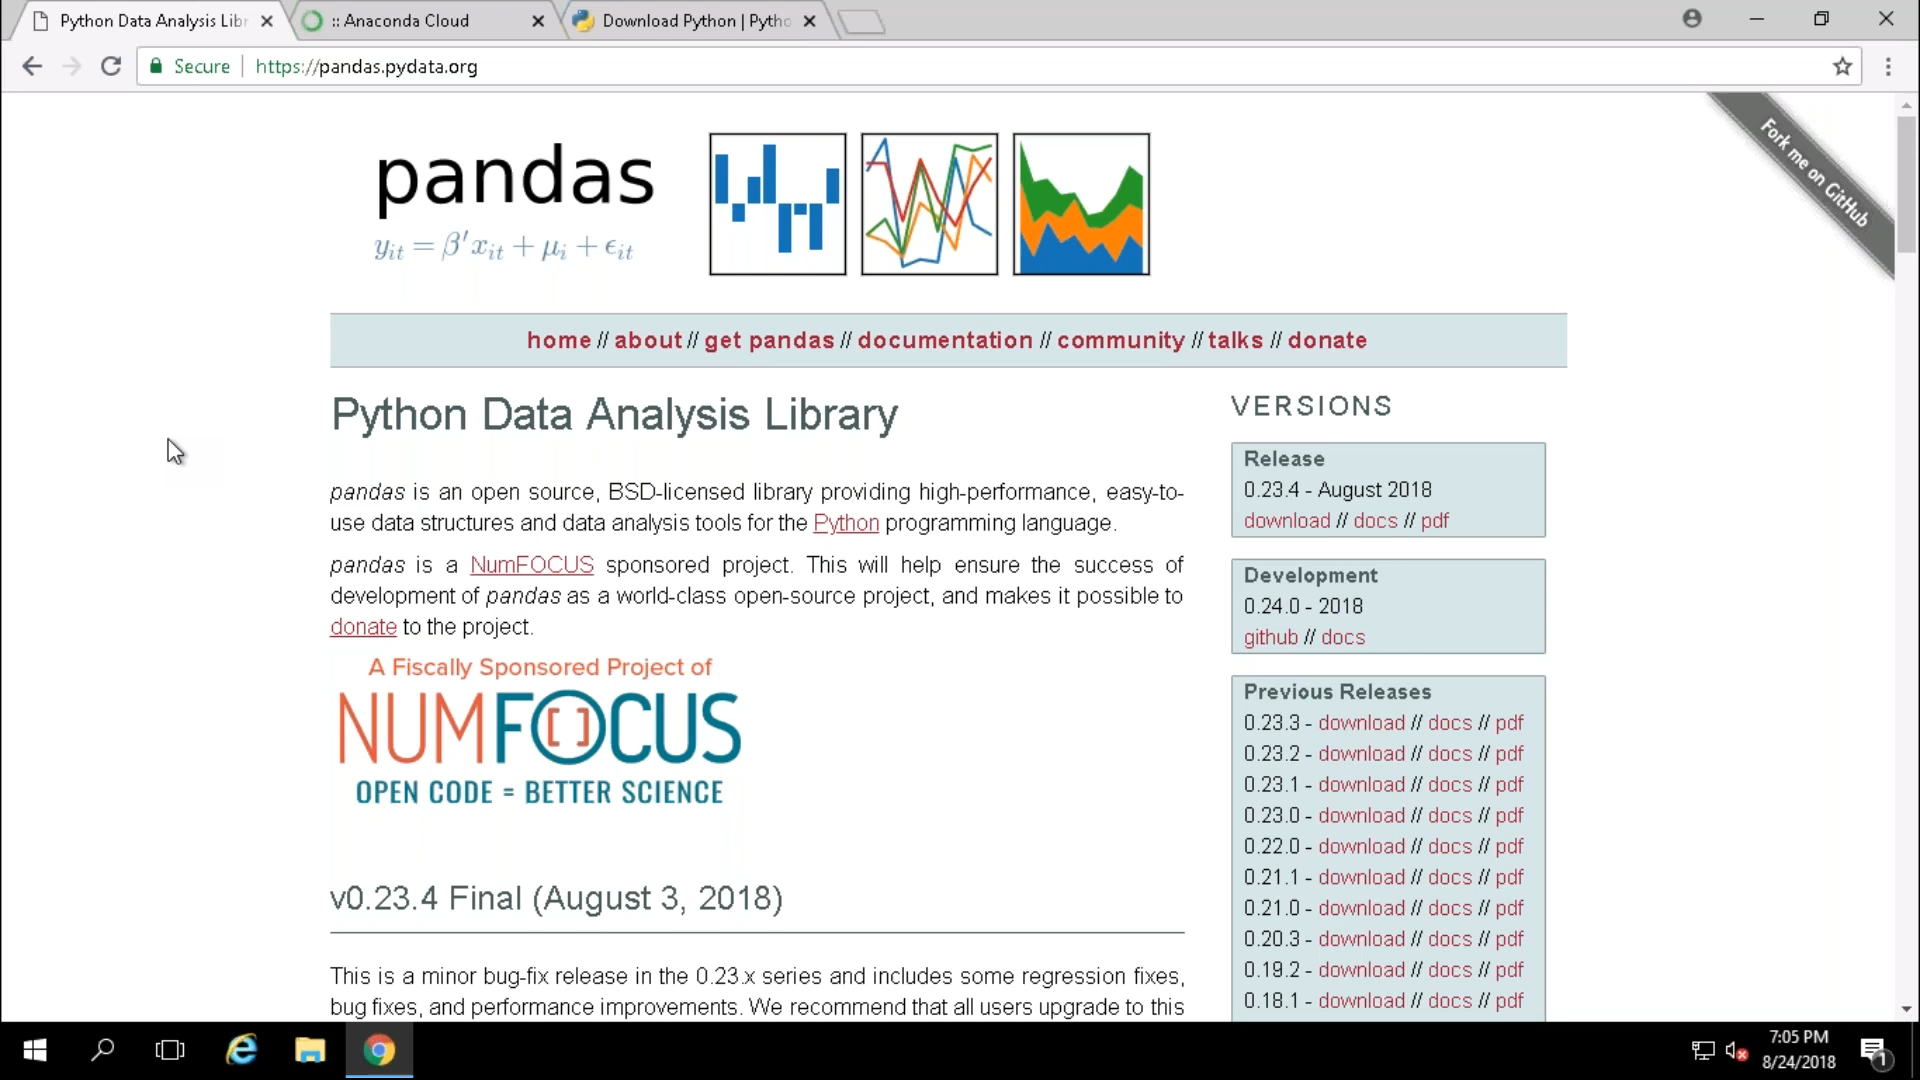 Python Data Analysis Libr
:: Anaconda Cloud
Download Python | Pytho
Secure
https://pandas.pydata.org
Fork me on GitHub
pandas
y_{it} = β'x_{it} + μ_i + ϵ_{it}
home // about // get pandas // documentation // community // talks // donate
Python Data Analysis Library
pandas is an open source, BSD-licensed library providing high-performance, easy-to-
use data structures and data analysis tools for the Python programming language.
pandas is a NumFOCUS sponsored project. This will help ensure the success of
development of pandas as a world-class open-source project, and makes it possible to
donate to the project.
A Fiscally Sponsored Project of
NUMFOCUS
OPEN CODE = BETTER SCIENCE
v0.23.4 Final (August 3, 2018)
This is a minor bug-fix release in the 0.23.x series and includes some regression fixes,
bug fixes, and performance improvements. We recommend that all users upgrade to this
VERSIONS
Release
0.23.4 - August 2018
download // docs // pdf
Development
0.24.0 - 2018
github // docs
Previous Releases
0.23.3 - download // docs // pdf
0.23.2 - download // docs // pdf
0.23.1 - download // docs // pdf
0.23.0 - download // docs // pdf
0.22.0 - download // docs // pdf
0.21.1 - download // docs // pdf
0.21.0 - download // docs // pdf
0.20.3 - download // docs // pdf
0.19.2 - download // docs // pdf
0.18.1 - download // docs // pdf
7:05 PM
8/24/2018
1